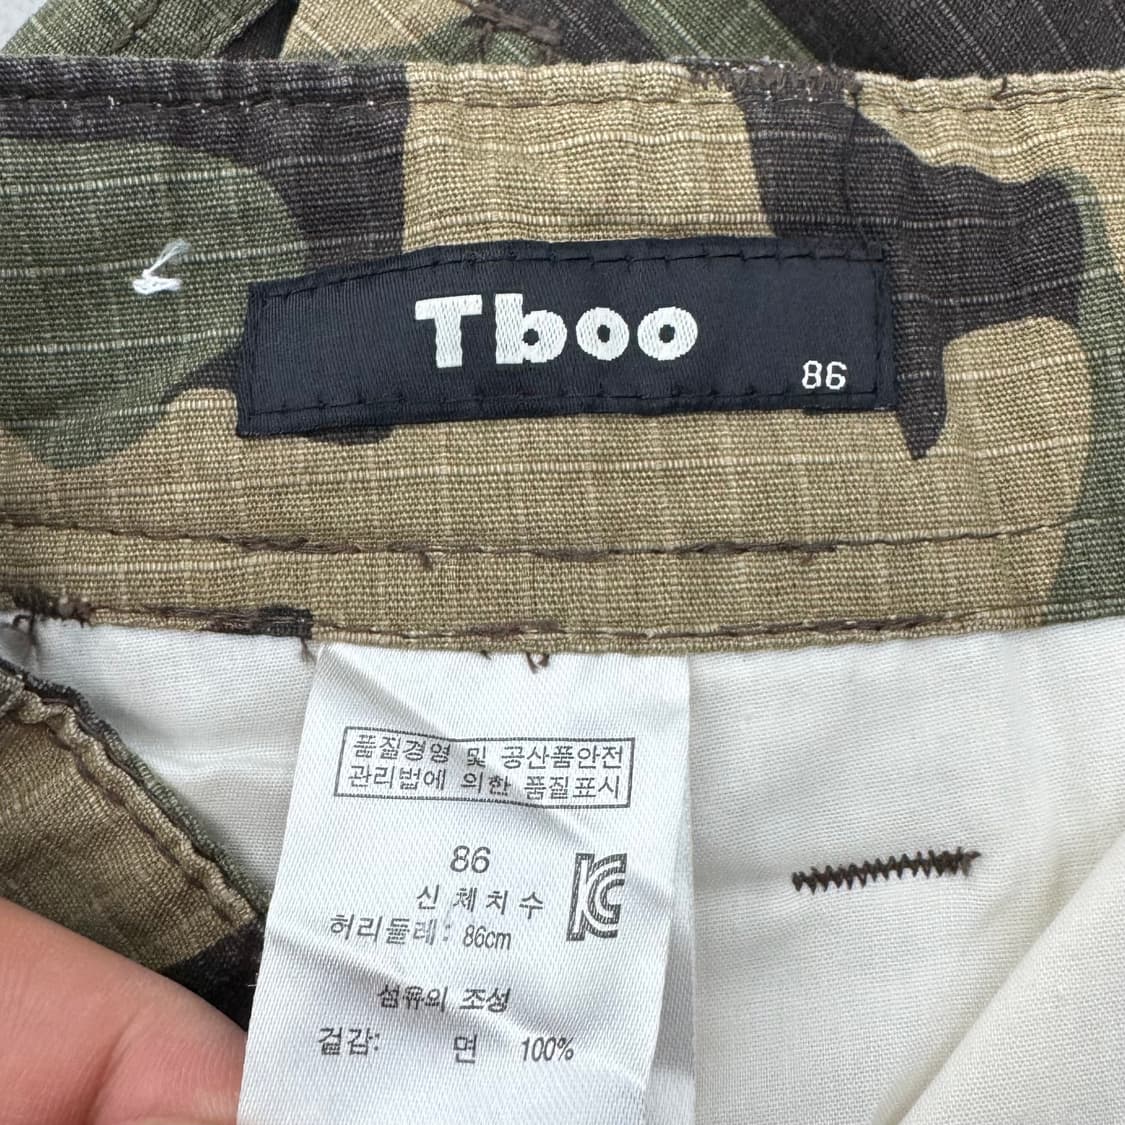 Tboo
86
품질경영 및 공산품안전
관리법에 의한 품질표시
86
신체치수
허리둘레: 86cm
섬유의 조성
겉감: 면 100%